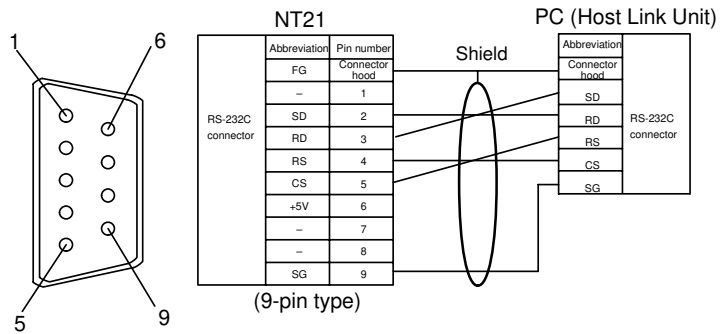 NT21
PC (Host Link Unit)
1
6
5
9
Shield
RS-232C
connector
Abbreviation Pin number
FG Connector
hood
– 1
SD 2
RD 3
RS 4
CS 5
+5V 6
– 7
– 8
SG 9
(9-pin type)
Abbreviation
Connector
hood
SD
RD
RS
CS
SG
RS-232C
connector